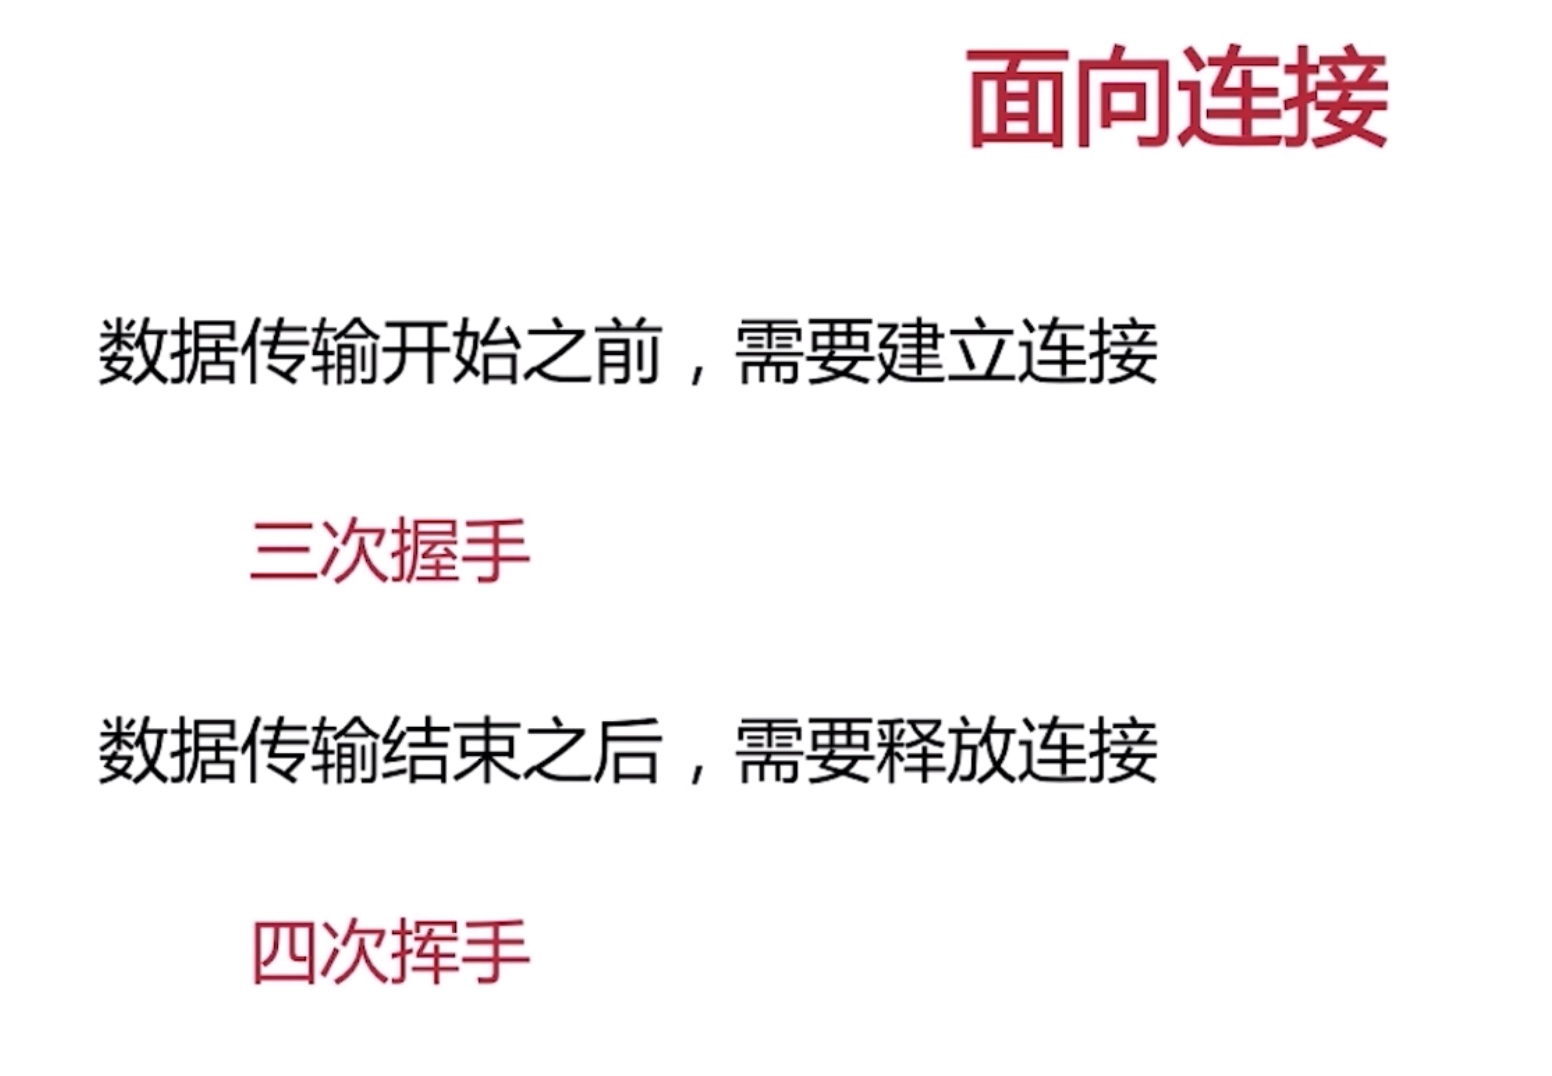 面向连接
数据传输开始之前，需要建立连接
三次握手
数据传输结束之后，需要释放连接
四次挥手